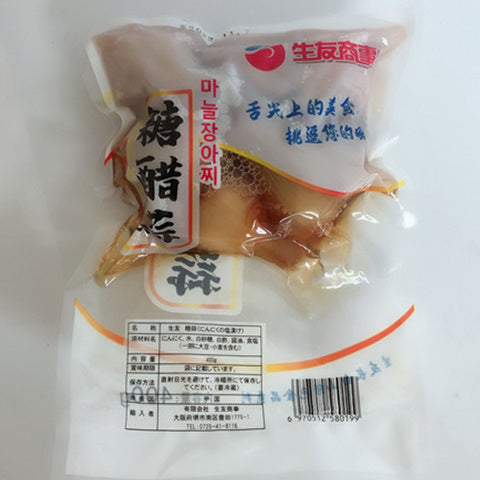 生友商事
舌尖上的美食
挑逗您的味
마늘장아찌
糖醋蒜
名 称 生友 糖蒜(にんにくの塩漬け)
原材料名 にんにく、水、白砂糖、白酢、醤油、食塩
(一部に大豆・小麦を含む)
内 容 量 400g
賞味期限 袋に記載しています。
保存方法 直射日光を避けて、冷暗所にて保存し
てください。(要冷蔵)
原 産 国 中 国
輸 入 者 有限会社 生友商事
大阪府堺市南区豊田1775-1
TEL:0725-41-8116
400g
6 970512 580199